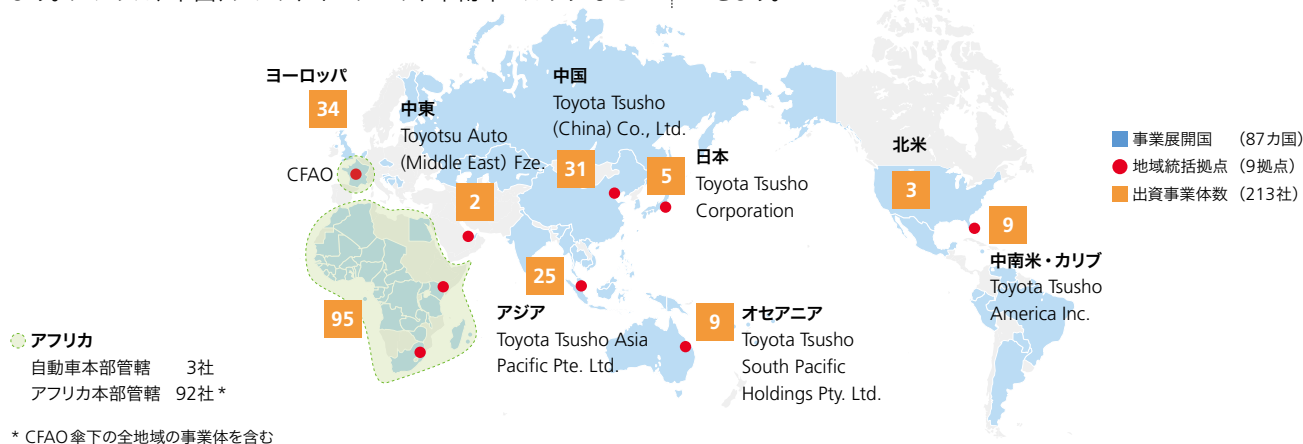 ヨーロッパ
34
CFAO
中東
Toyotsu Auto
(Middle East) Fze.
2
中国
Toyota Tsusho
(China) Co., Ltd.
31
5
日本
Toyota Tsusho
Corporation
北米
3
9
中南米・カリブ
Toyota Tsusho
America Inc.
事業展開国 （87カ国）
地域統括拠点 （9拠点）
出資事業体数 （213社）
95
25
アジア
Toyota Tsusho Asia
Pacific Pte. Ltd.
9
オセアニア
Toyota Tsusho
South Pacific
Holdings Pty. Ltd.
アフリカ
自動車本部管轄 3社
アフリカ本部管轄 92社*
* CFAO傘下の全地域の事業体を含む